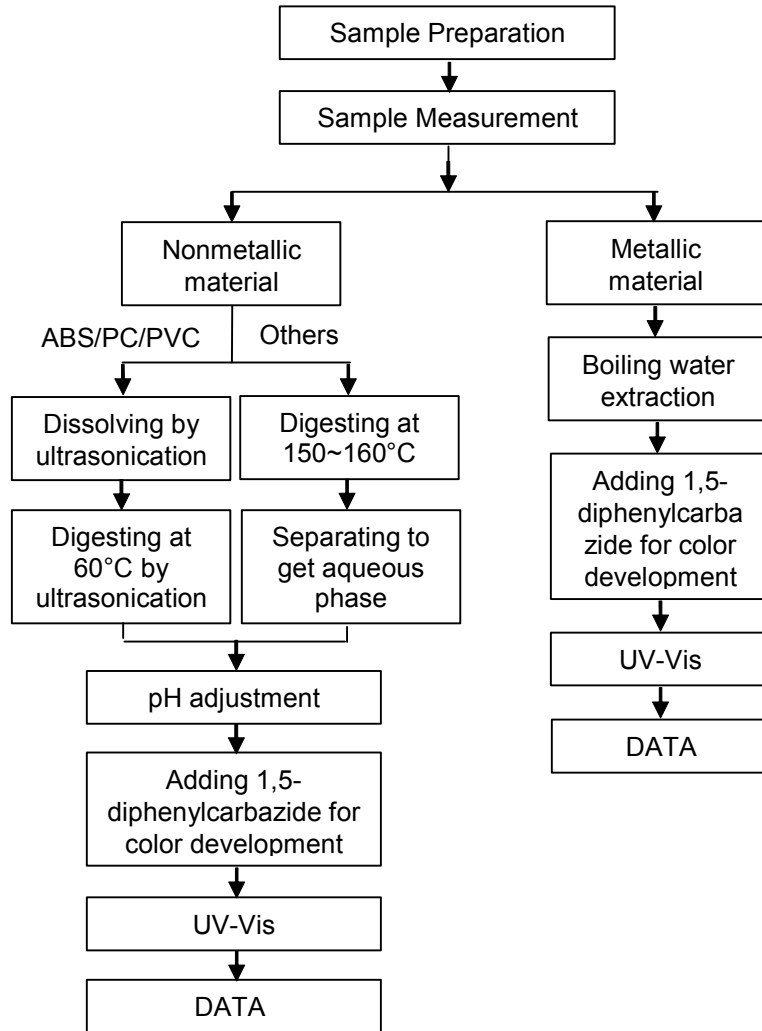 Sample Preparation
Sample Measurement
Nonmetallic
material
Metallic
material
ABS/PC/PVC
Others
Dissolving by
ultrasonication
Digesting at
150~160°C
Boiling water
extraction
Digesting at
60°C by
ultrasonication
Separating to
get aqueous
phase
Adding 1,5-
diphenylcarba
zide for color
development
pH adjustment
UV-Vis
DATA
Adding 1,5-
diphenylcarbazide for
color development
UV-Vis
DATA